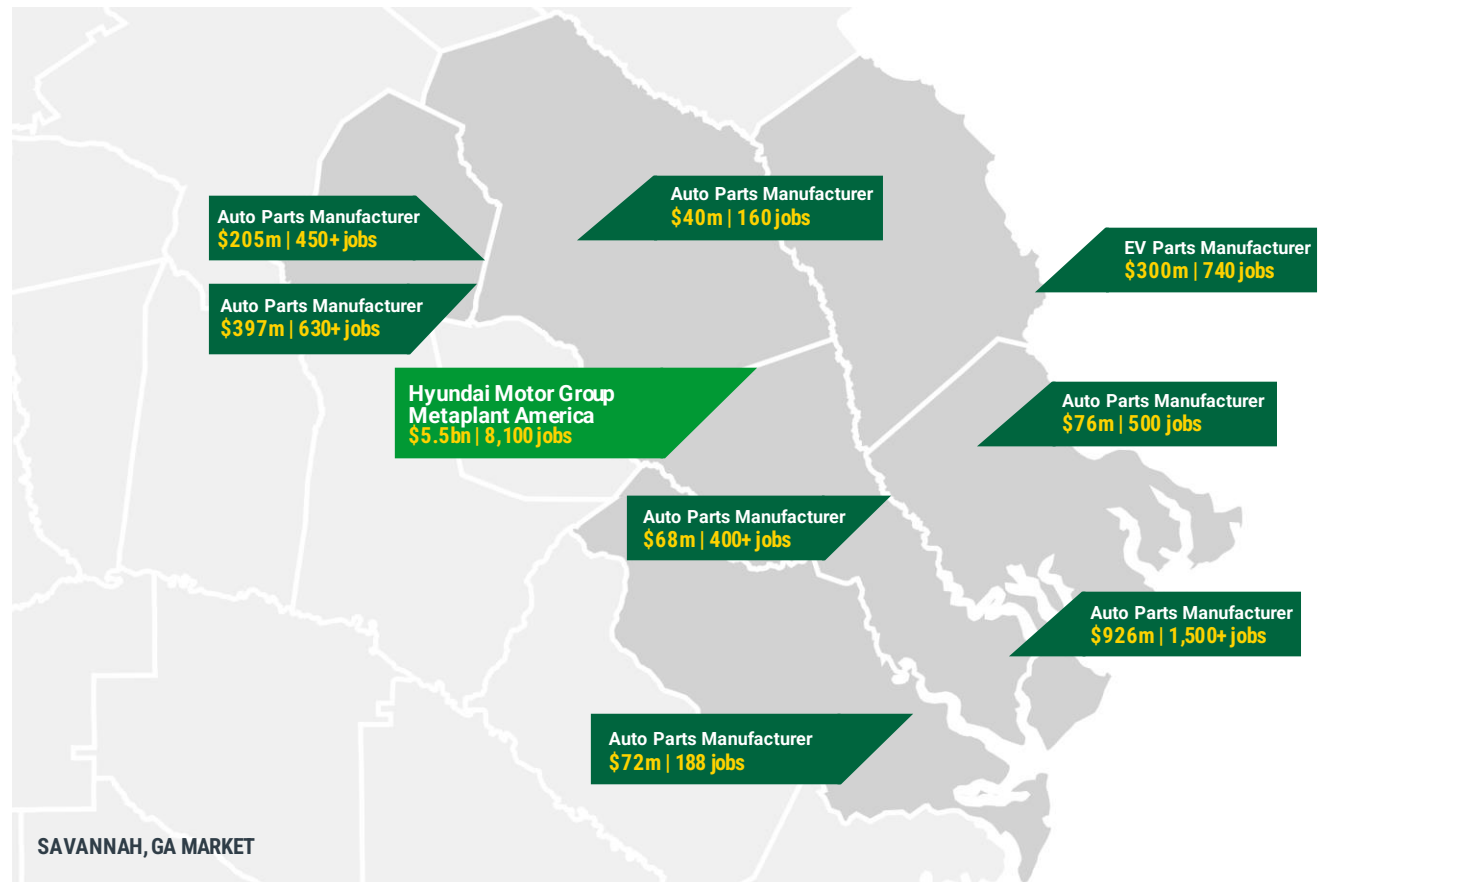 Auto Parts Manufacturer
$40m | 160 jobs
Auto Parts Manufacturer
$205m | 450+ jobs
EV Parts Manufacturer
$300m | 740 jobs
Auto Parts Manufacturer
$397m | 630+ jobs
Hyundai Motor Group
Metaplant America
$5.5bn | 8,100 jobs
Auto Parts Manufacturer
$76m | 500 jobs
Auto Parts Manufacturer
$68m | 400+ jobs
Auto Parts Manufacturer
$926m | 1,500+ jobs
Auto Parts Manufacturer
$72m | 188 jobs
SAVANNAH, GA MARKET